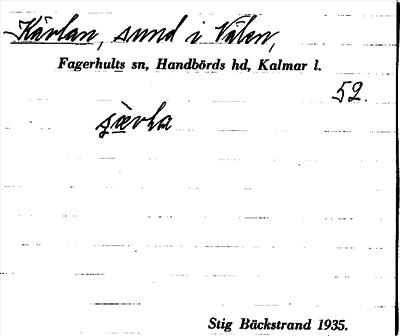 Kärlan, sund i Välen,
Fagerhults sn, Handbörds hd, Kalmar l.
52.
Stig Bäckstrand 1935.